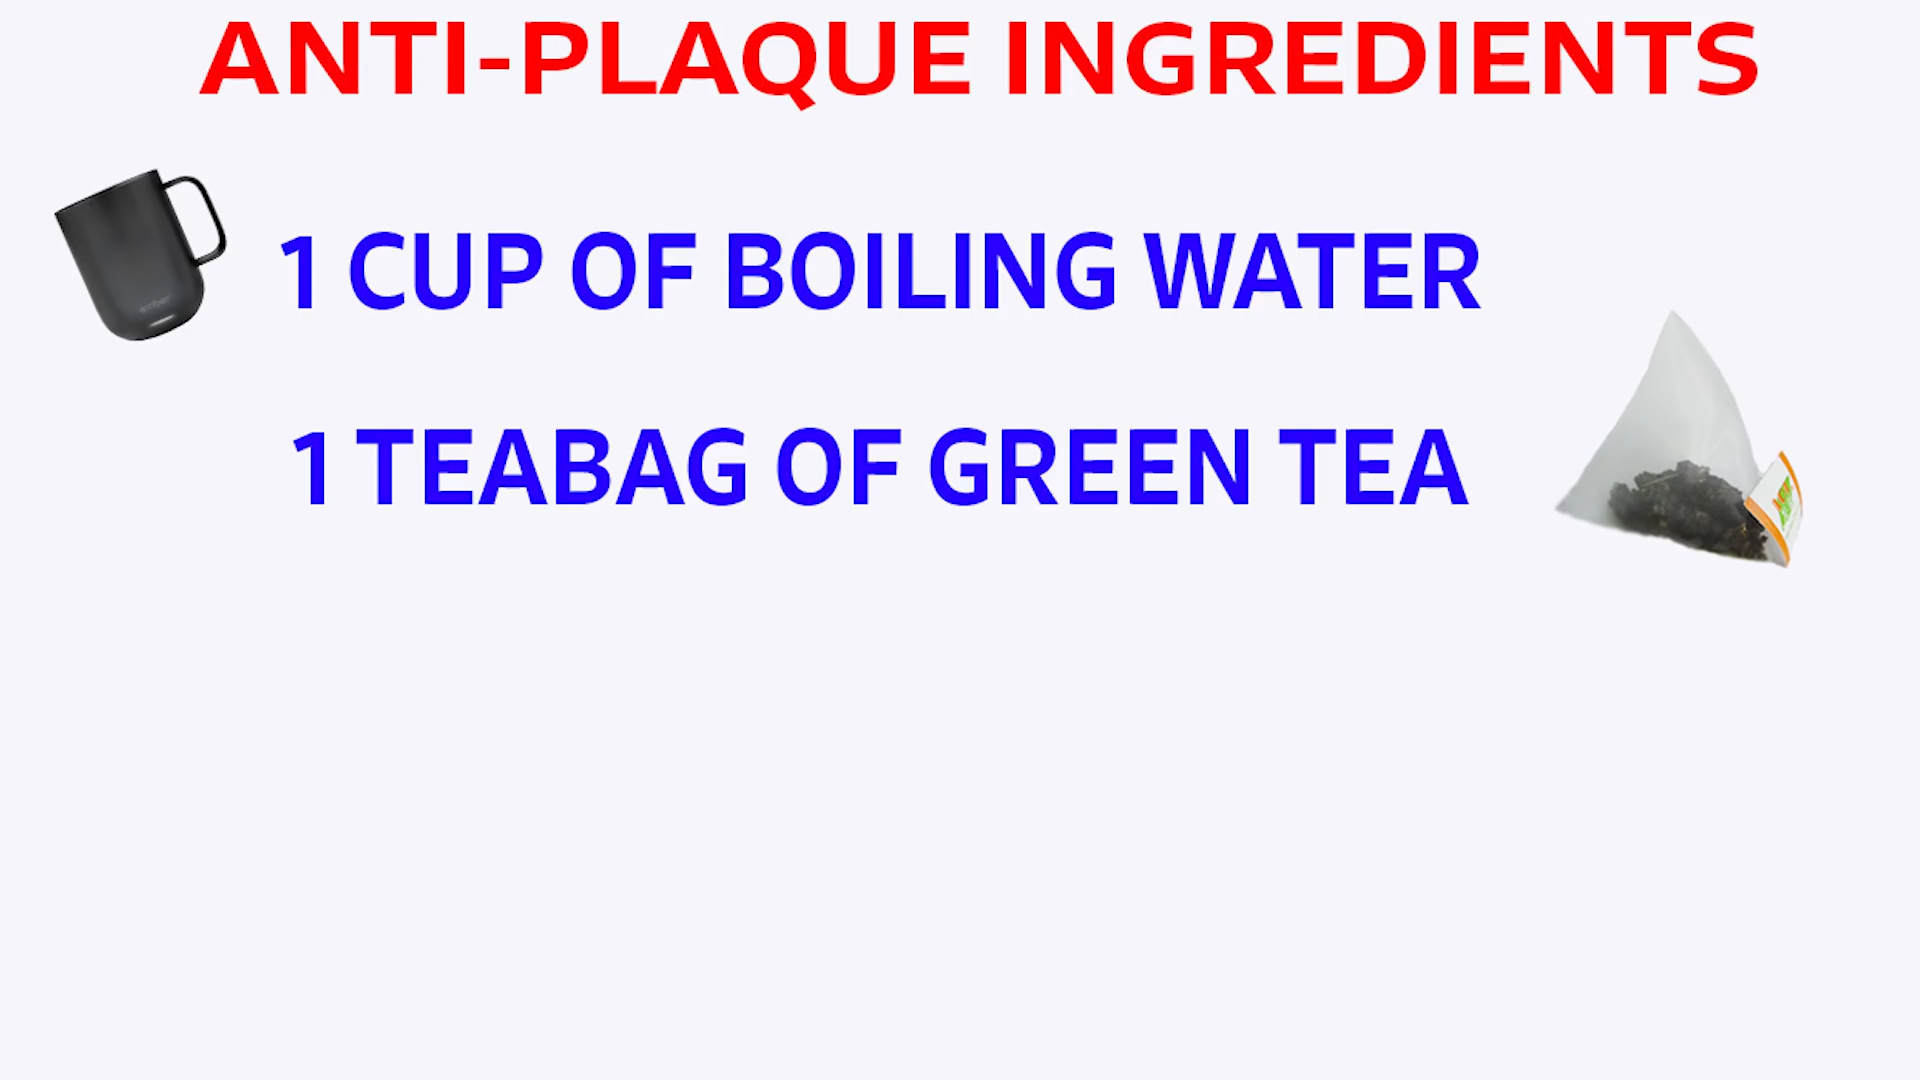 ANTI-PLAQUE INGREDIENTS
1 CUP OF BOILING WATER
1 TEABAG OF GREEN TEA